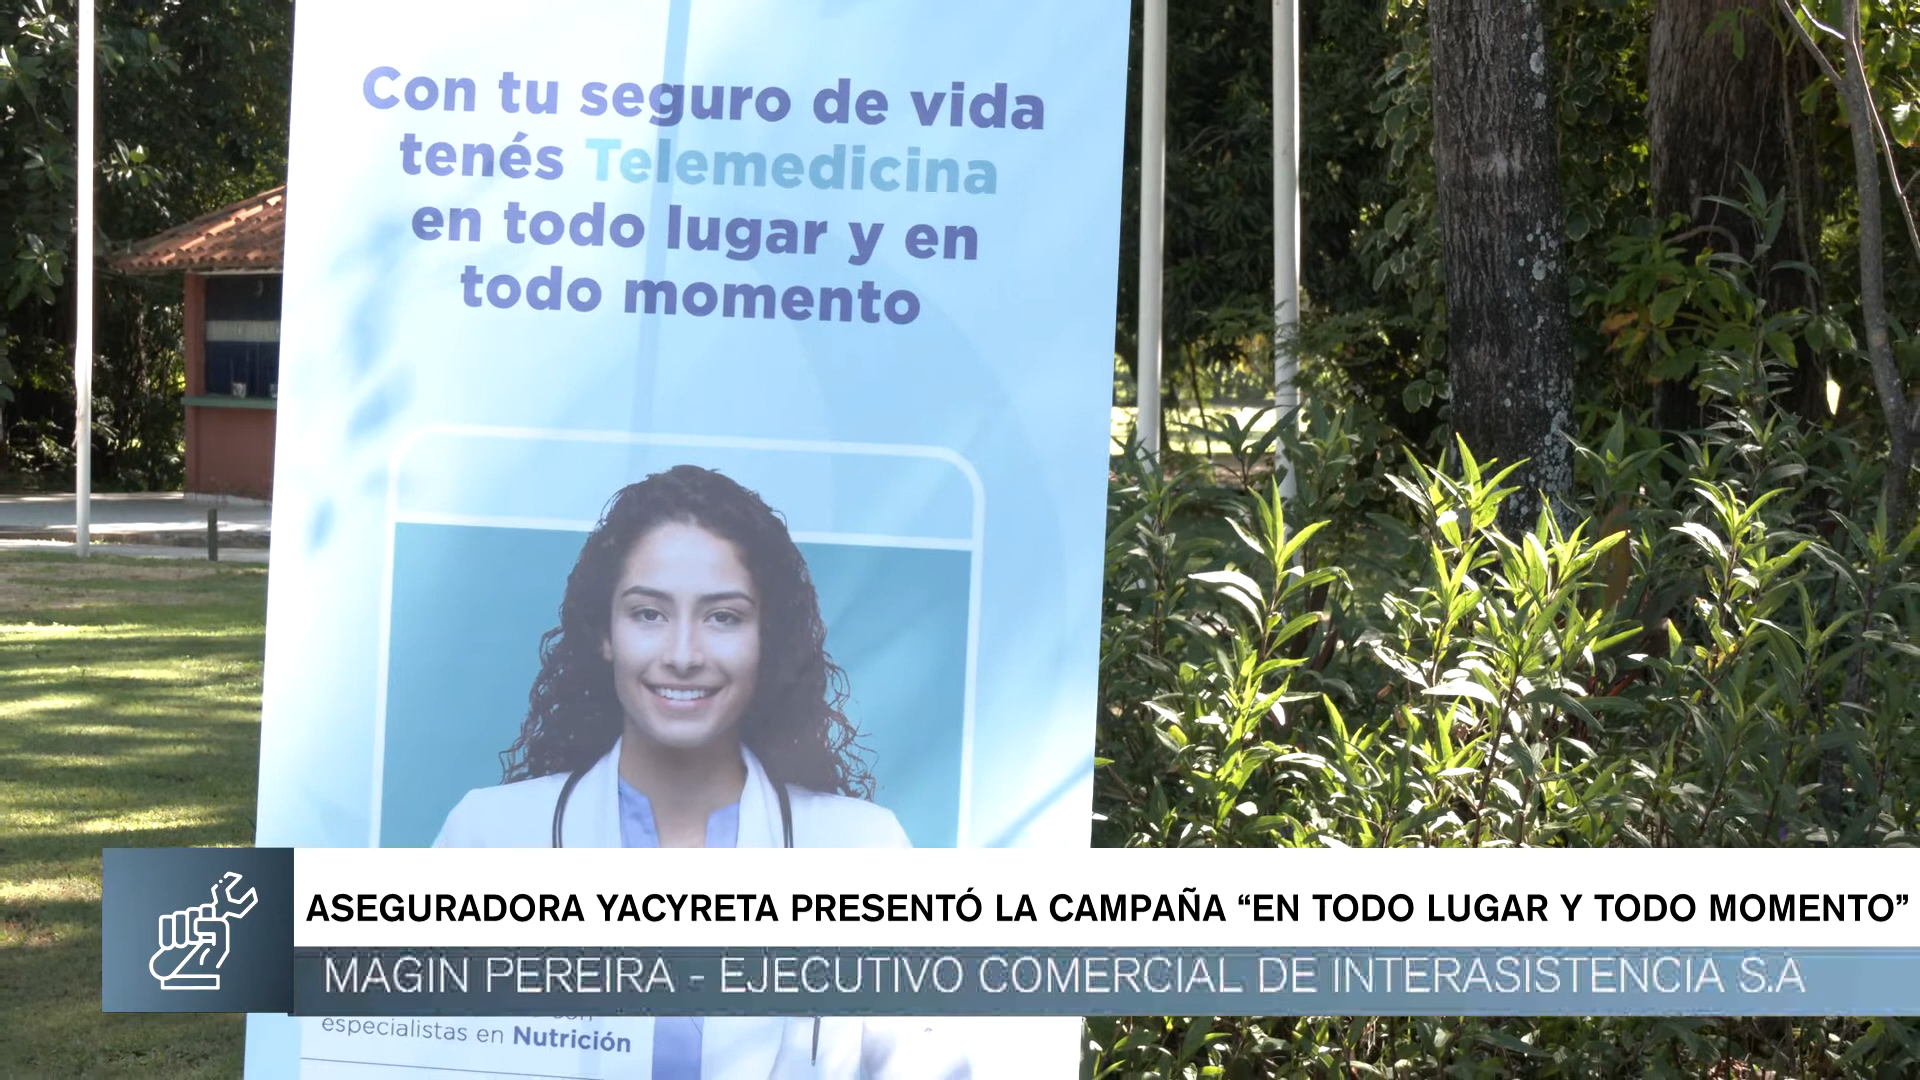 Con tu seguro de vida
tenés Telemedicina
en todo lugar y en
todo momento
ASEGURADORA YACYRETA PRESENTÓ LA CAMPAÑA “EN TODO LUGAR Y TODO MOMENTO”
MAGIN PEREIRA - EJECUTIVO COMERCIAL DE INTERASISTENCIA S.A
especialistas en Nutrición